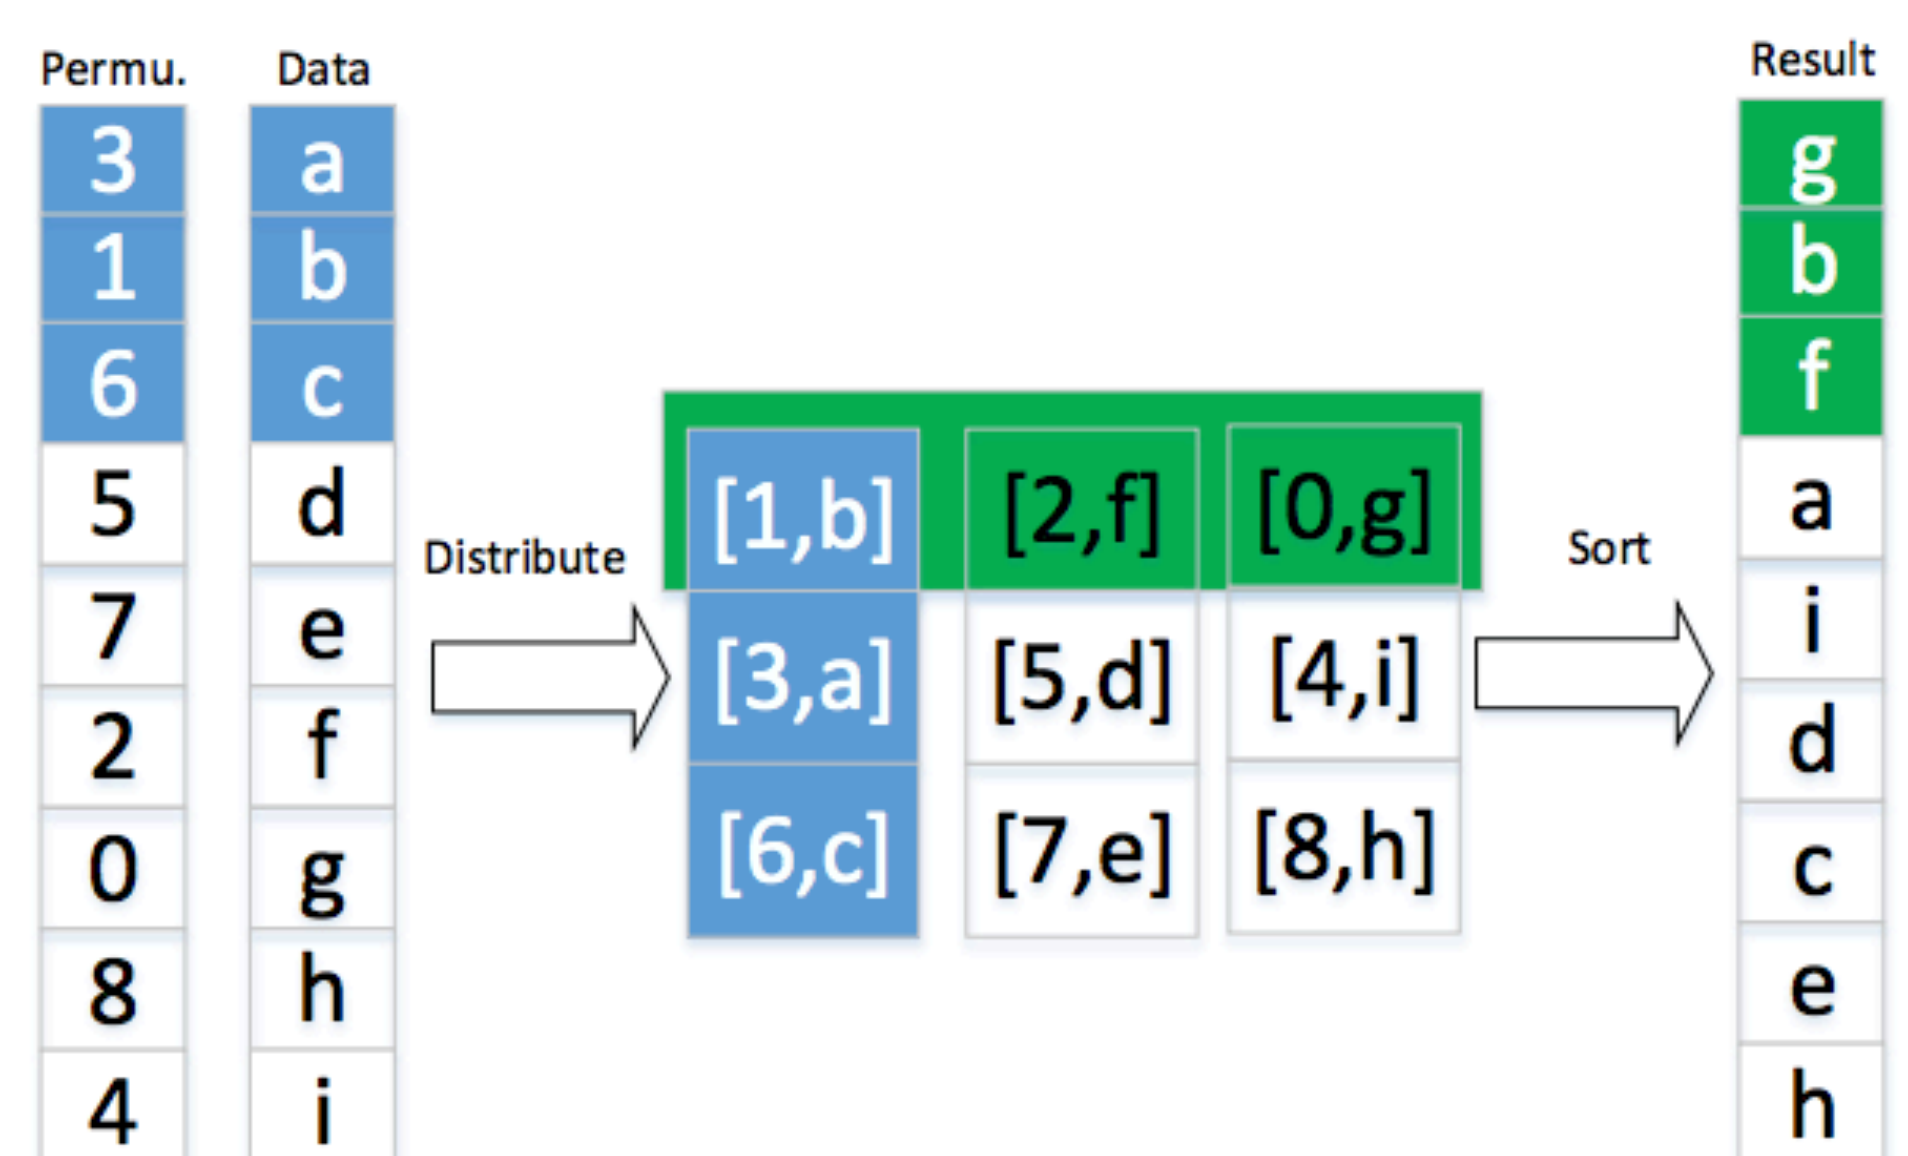 Permu.
3
1
6
5
7
2
0
8
4
Data
a
b
c
d
e
f
g
h
i
Distribute
[1,b] [2,f] [0,g]
[3,a] [5,d] [4,i]
[6,c] [7,e] [8,h]
Sort
Result
g
b
f
a
i
d
c
e
h